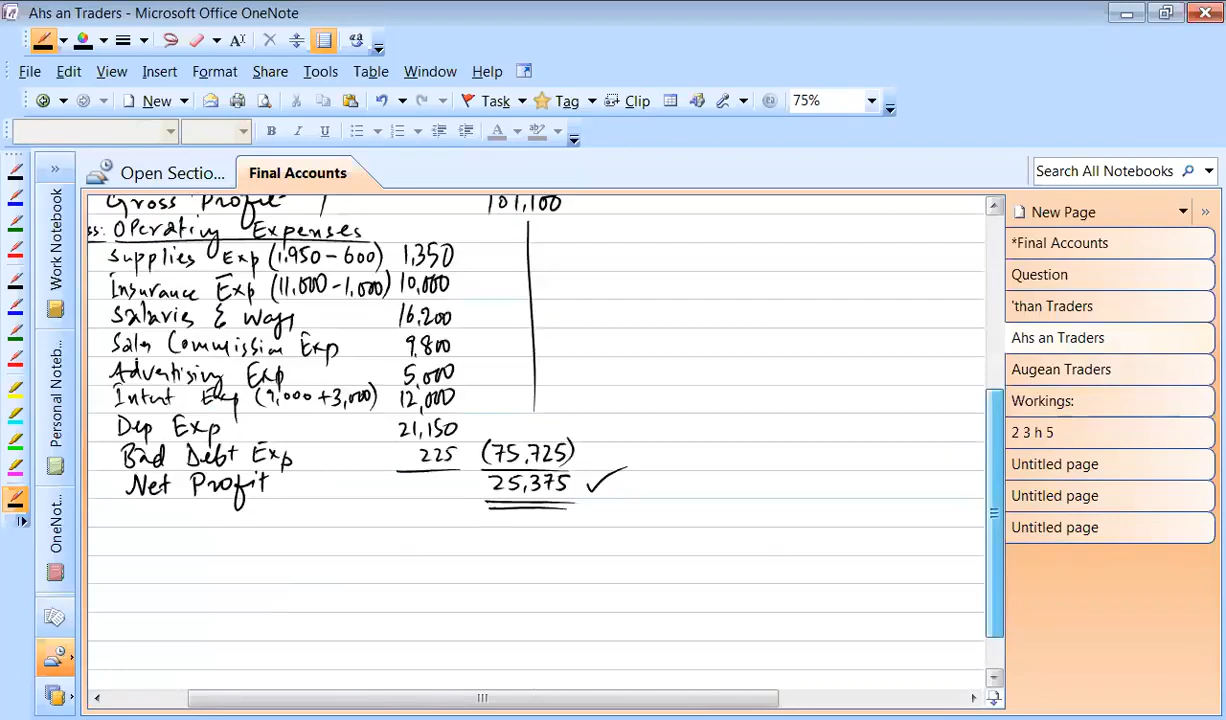 Ahs an Traders - Microsoft Office OneNote
File Edit View Insert Format Share Tools Table Window Help
New Task Tag Clip 75%
B I U A ab
Open Sectio... Final Accounts
Search All Notebooks
Work Notebook
Personal Noteb...
OneNot...
New Page
*Final Accounts
Question
'than Traders
Ahs an Traders
Augean Traders
Workings:
2 3 h 5
Untitled page
Untitled page
Untitled page
Gross Profit 101,100
ss: Operating Expenses
Supplies Exp (1,950 - 600) 1,350
Insurance Exp (11,000 - 1,000) 10,000
Salaries & Wags 16,200
Sales Commission Exp 9,800
Advertising Exp 5,000
Intert Exp (9,000 + 3,000) 12,000
Dep Exp 21,150
Bad Debt Exp 225 (75,725)
Net Profit 25,375 ✓